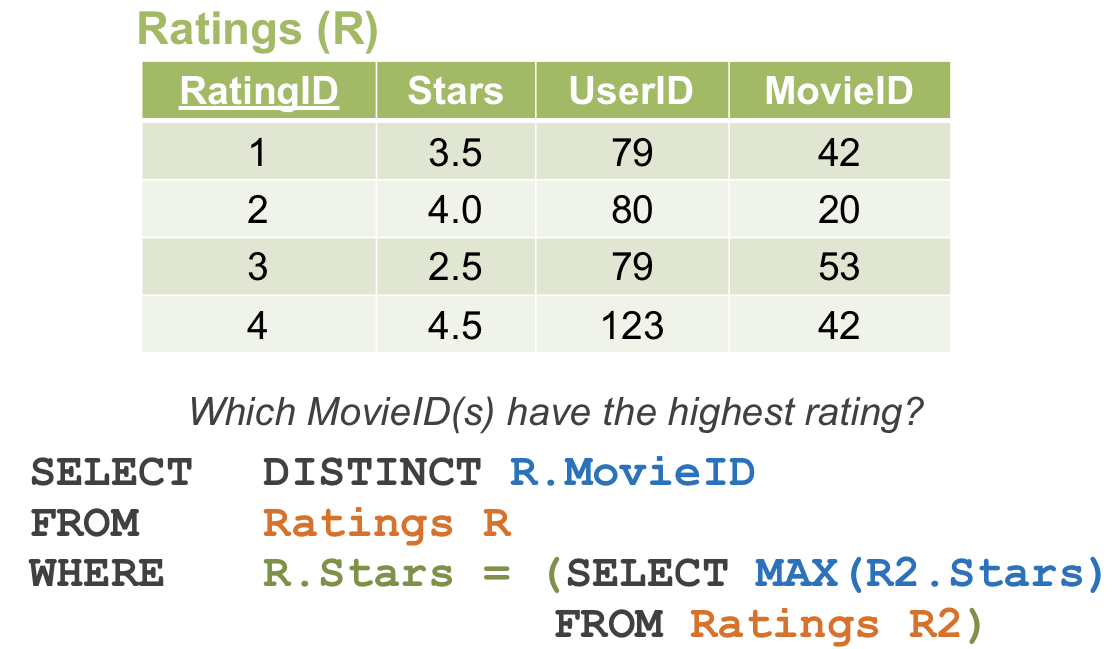 Ratings (R)
RatingID Stars UserID MovieID
1 3.5 79 42
2 4.0 80 20
3 2.5 79 53
4 4.5 123 42
Which MovieID(s) have the highest rating?
SELECT DISTINCT R.MovieID
FROM Ratings R
WHERE R.Stars = (SELECT MAX(R2.Stars)
FROM Ratings R2)